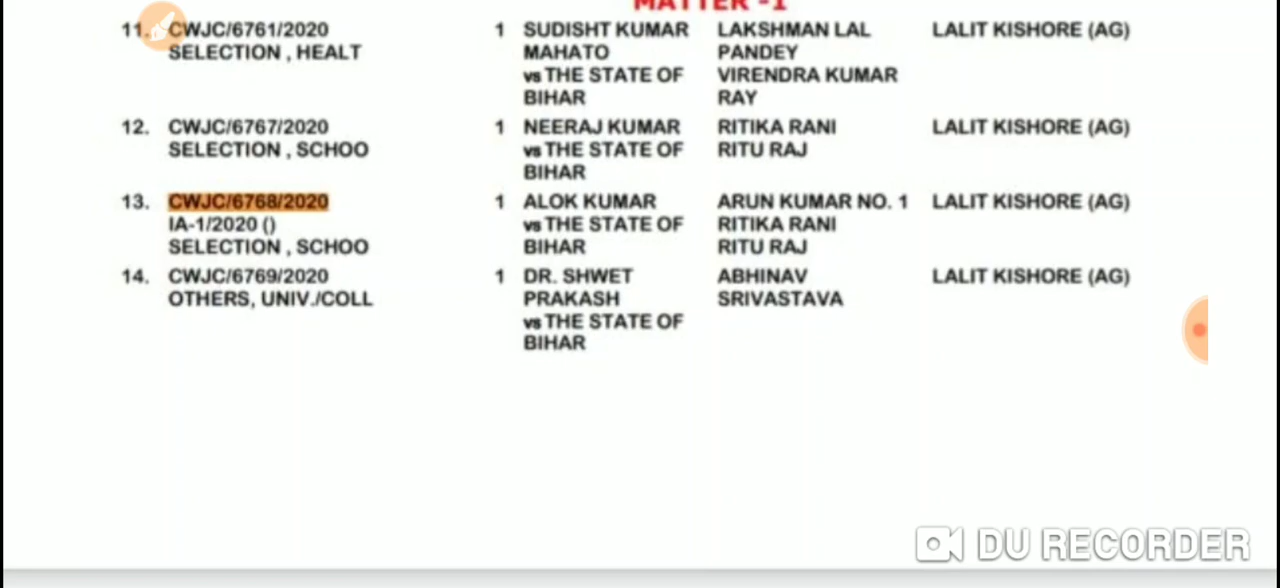 MATTER -1
11. CWJC/6761/2020 1 SUDISHT KUMAR LAKSHMAN LAL LALIT KISHORE (AG)
SELECTION , HEALT MAHATO PANDEY
vs THE STATE OF VIRENDRA KUMAR
BIHAR RAY
12. CWJC/6767/2020 1 NEERAJ KUMAR RITIKA RANI LALIT KISHORE (AG)
SELECTION , SCHOO vs THE STATE OF RITU RAJ
BIHAR
13. CWJC/6768/2020 1 ALOK KUMAR ARUN KUMAR NO. 1 LALIT KISHORE (AG)
IA-1/2020 () vs THE STATE OF RITIKA RANI
SELECTION , SCHOO BIHAR RITU RAJ
14. CWJC/6769/2020 1 DR. SHWET ABHINAV LALIT KISHORE (AG)
OTHERS, UNIV./COLL PRAKASH SRIVASTAVA
vs THE STATE OF
BIHAR
DU RECORDER